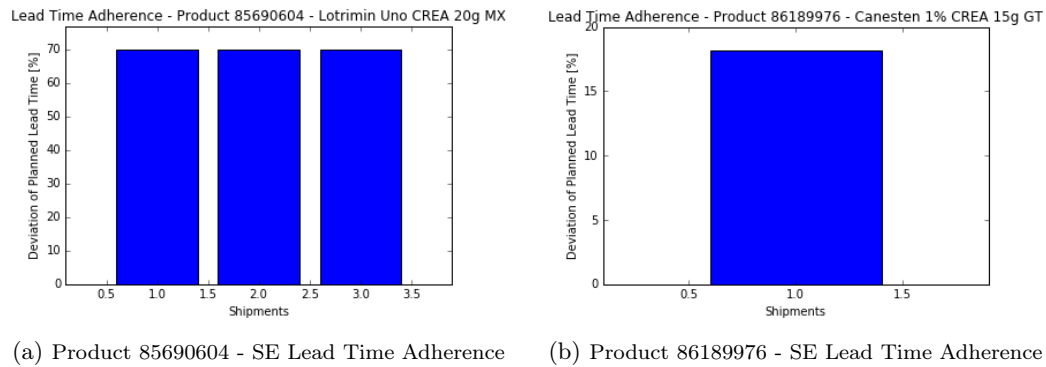 Lead Time Adherence - Product 85690604 - Lotrimin Uno CREA 20g MX
Deviation of Planned Lead Time [%]
70
60
50
40
30
20
10
0
0.5 1.0 1.5 2.0 2.5 3.0 3.5
Shipments
(a) Product 85690604 - SE Lead Time Adherence
Lead Time Adherence - Product 86189976 - Canesten 1% CREA 15g GT
Deviation of Planned Lead Time [%]
20
15
10
5
0
0.5 1.0 1.5
Shipments
(b) Product 86189976 - SE Lead Time Adherence